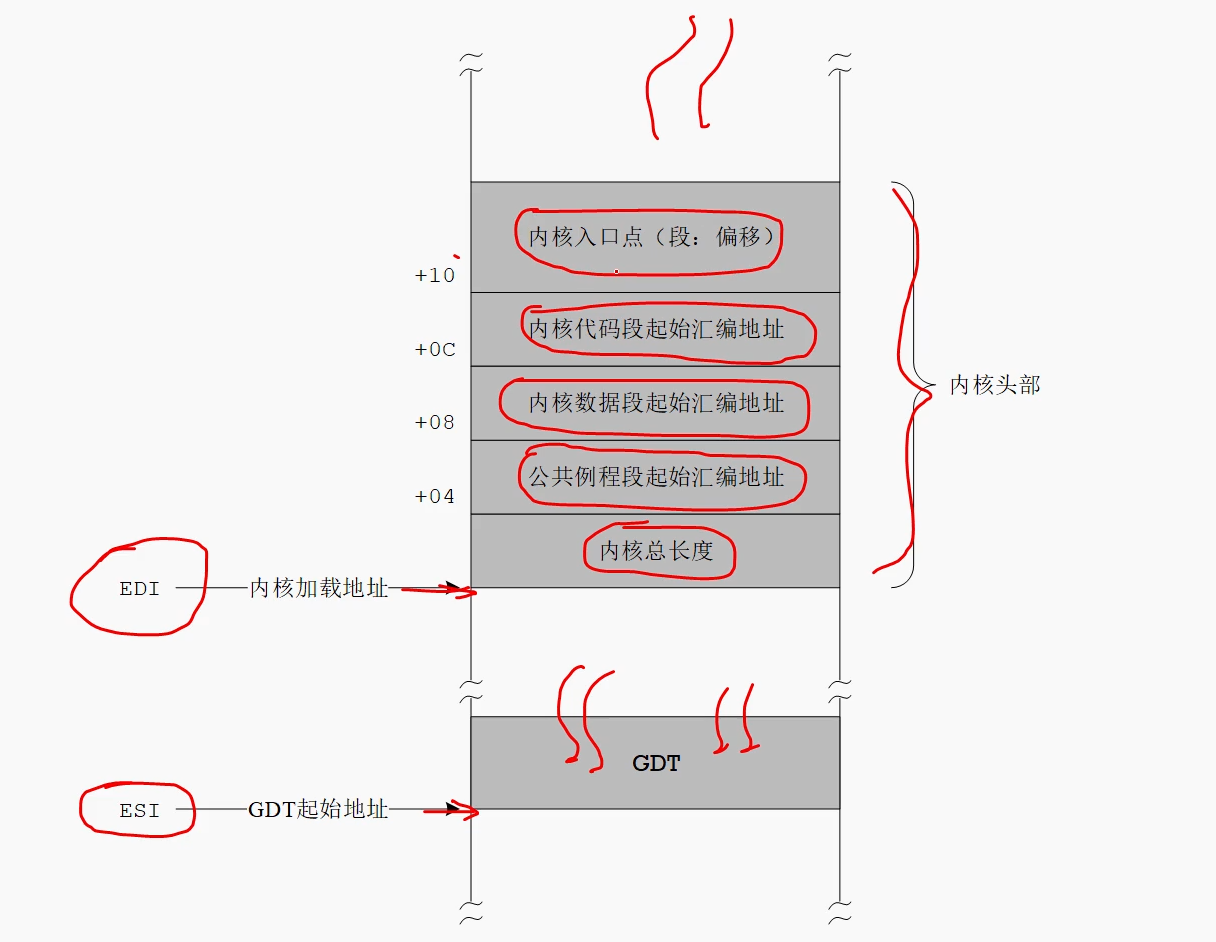 内核入口点（段：偏移）
+10
内核代码段起始汇编地址
+0C
内核数据段起始汇编地址
内核头部
+08
公共例程段起始汇编地址
+04
内核总长度
EDI 内核加载地址
GDT
ESI GDT起始地址